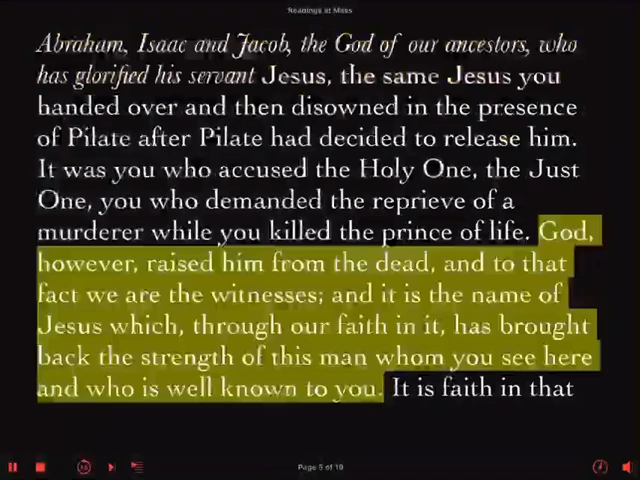 Readings at Mass
Abraham, Isaac and Jacob, the God of our ancestors, who
has glorified his servant Jesus, the same Jesus you
handed over and then disowned in the presence
of Pilate after Pilate had decided to release him.
It was you who accused the Holy One, the Just
One, you who demanded the reprieve of a
murderer while you killed the prince of life. God,
however, raised him from the dead, and to that
fact we are the witnesses; and it is the name of
Jesus which, through our faith in it, has brought
back the strength of this man whom you see here
and who is well known to you. It is faith in that
Page 5 of 19